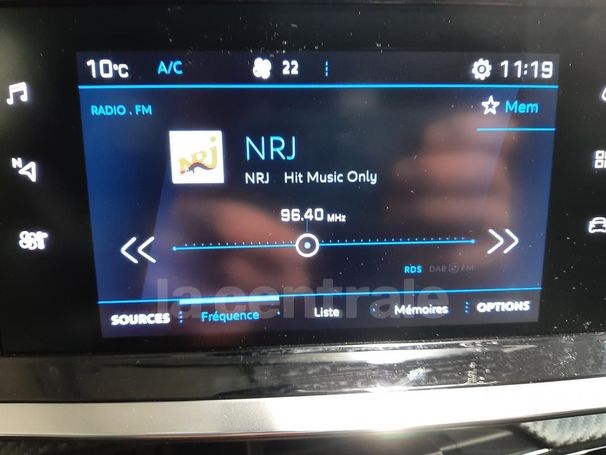 10°C A/C 22 11:19
RADIO . FM
Mem
NRJ
NRJ
NRJ Hit Music Only
96.40 MHz
RDS DAB FM
la centrale
SOURCES Fréquence Liste Mémoires OPTIONS
N